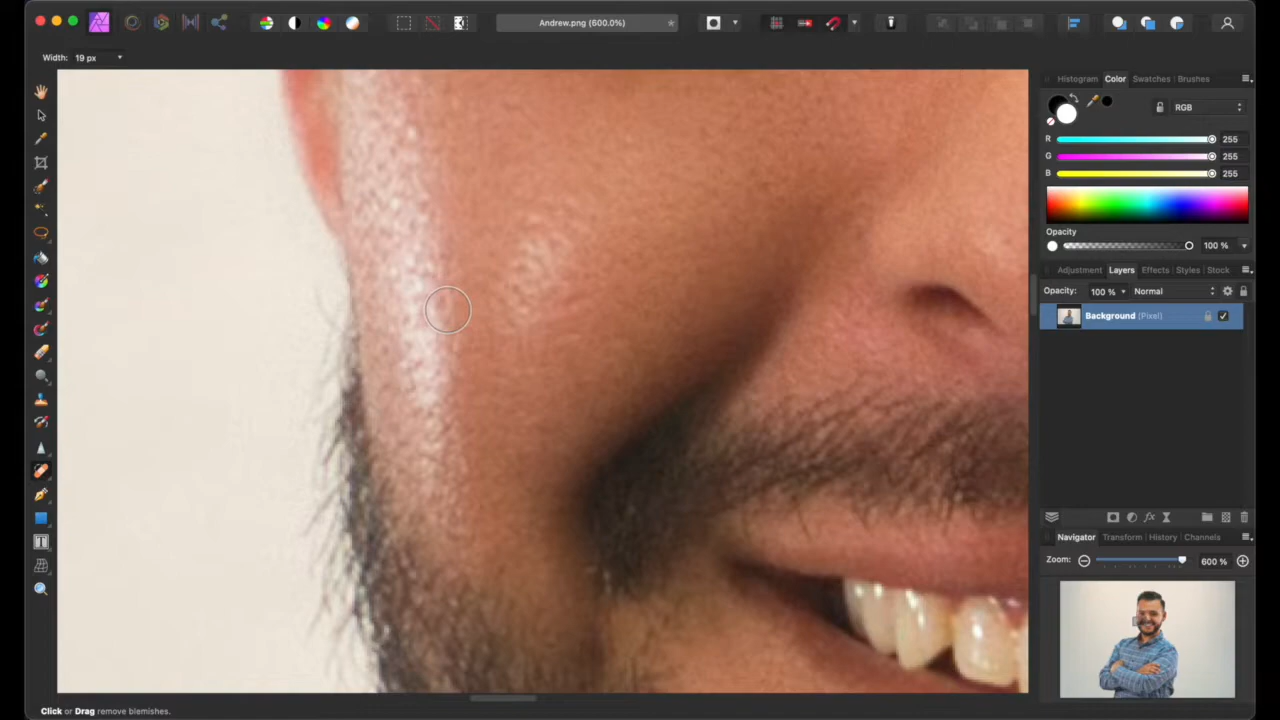 Andrew.png (600.0%)
Width: 19 px
Histogram Color Swatches Brushes
RGB
R 255
G 255
B 255
Opacity
100 %
Adjustment Layers Effects Styles Stock
Opacity: 100 % Normal
Background (Pixel)
fx
Navigator Transform History Channels
Zoom: 600 %
Click or Drag remove blemishes.